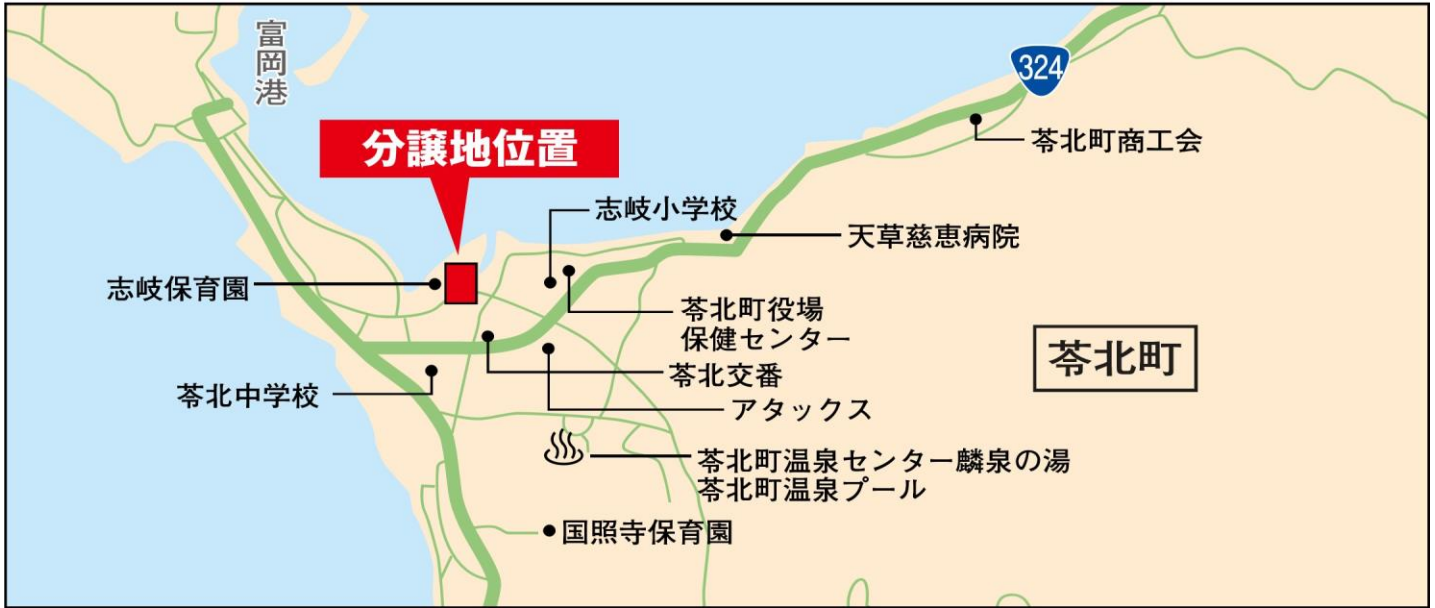 富岡港
324
分譲地位置
苓北町商工会
志岐小学校
天草慈恵病院
志岐保育園
苓北町役場
保健センター
苓北町
苓北交番
苓北中学校
アタックス
苓北町温泉センター麟泉の湯
苓北町温泉プール
国照寺保育園